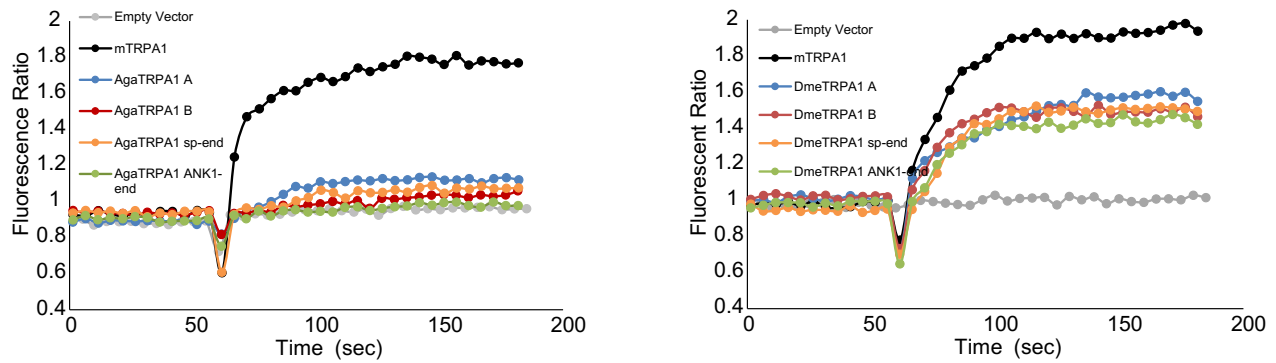 Fluorescence Ratio
2
1.8
1.6
1.4
1.2
1
0.8
0.6
0.4
Empty Vector
mTRPA1
AgaTRPA1 A
AgaTRPA1 B
AgaTRPA1 sp-end
AgaTRPA1 ANK1-
end
0
50
100
150
200
Time (sec)
Fluorescent Ratio
2
1.8
1.6
1.4
1.2
1
0.8
0.6
0.4
Empty Vector
mTRPA1
DmeTRPA1 A
DmeTRPA1 B
DmeTRPA1 sp-end
DmeTRPA1 ANK1-end
0
50
100
150
200
Time (sec)